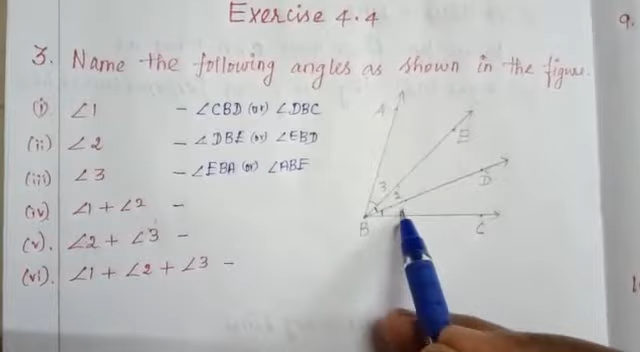 Exercise 4.4
9.
3. Name the following angles as shown in the figure.
(i) ∠1 - ∠CBD (or) ∠DBC
(ii) ∠2 - ∠DBE (or) ∠EBD
(iii) ∠3 - ∠EBA (or) ∠ABE
(iv) ∠1 + ∠2 -
(v). ∠2 + ∠3 -
(vi). ∠1 + ∠2 + ∠3 -
A
E
D
3
2
1
B C